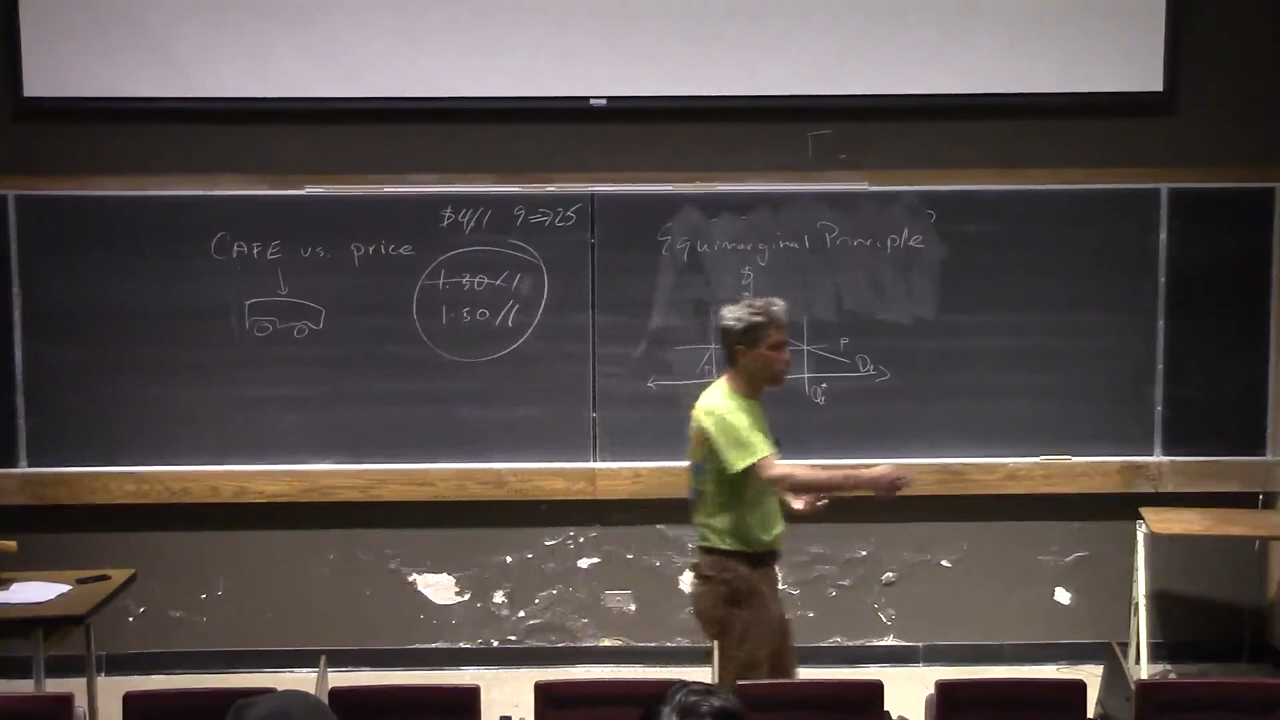 $4/l 9⇒25
CAFE vs. price
1.30/l
1.50/l
Equimarginal Principle
$
P